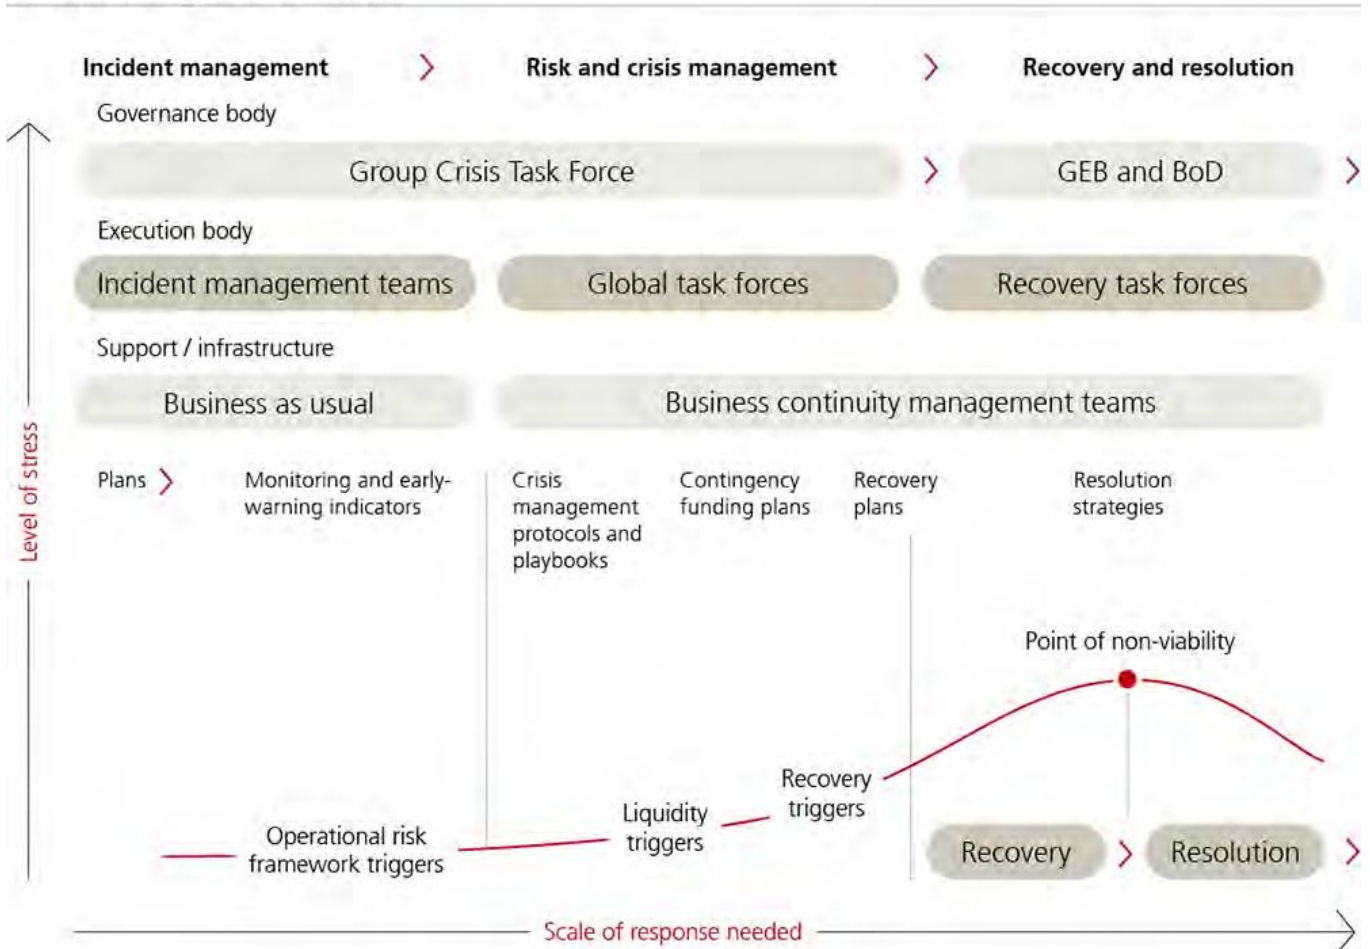 Incident management
Risk and crisis management
Recovery and resolution
Governance body
Group Crisis Task Force
GEB and BoD
Execution body
Incident management teams
Global task forces
Recovery task forces
Support / infrastructure
Business as usual
Business continuity management teams
Level of stress
Plans
Monitoring and early-
warning indicators
Crisis
management
protocols and
playbooks
Contingency
funding plans
Recovery
plans
Resolution
strategies
Point of non-viability
Operational risk
framework triggers
Liquidity
triggers
Recovery
triggers
Recovery
Resolution
Scale of response needed